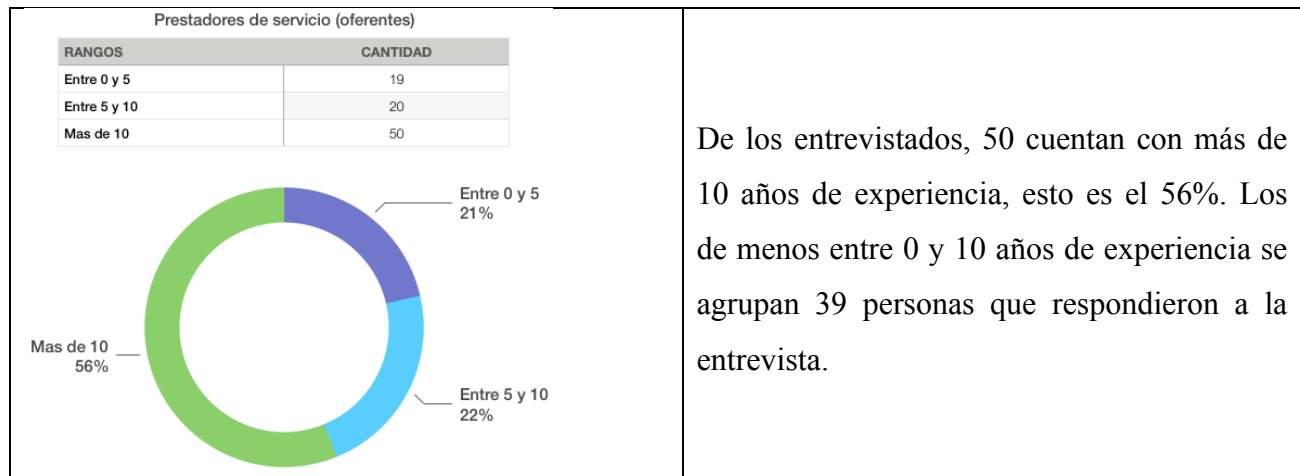 Prestadores de servicio (oferentes)
RANGOS CANTIDAD
Entre 0 y 5 19
Entre 5 y 10 20
Mas de 10 50
Entre 0 y 5
21%
Mas de 10
56%
Entre 5 y 10
22%
De los entrevistados, 50 cuentan con más de
10 años de experiencia, esto es el 56%. Los
de menos entre 0 y 10 años de experiencia se
agrupan 39 personas que respondieron a la
entrevista.